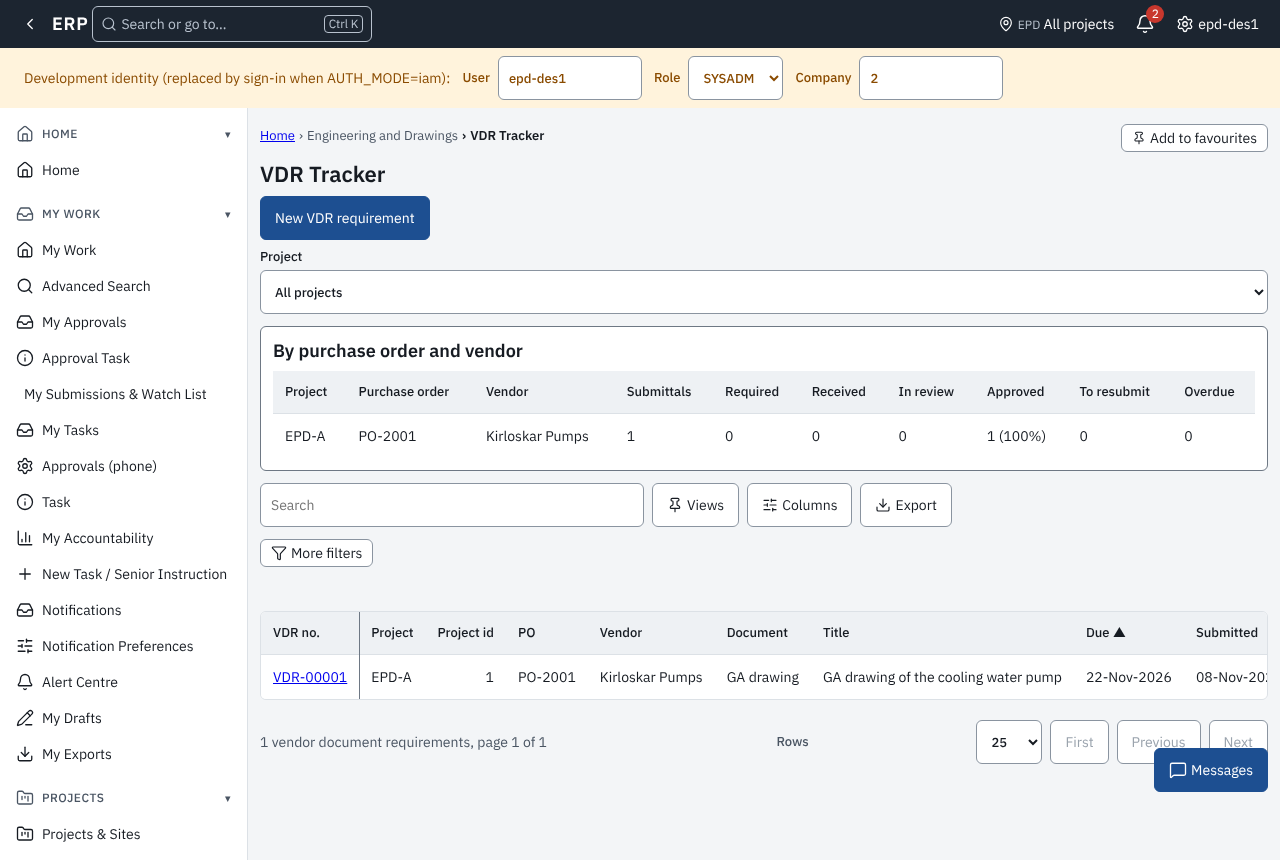 ERP Search or go to... Ctrl K EPD All projects 2 epd-des1
Development identity (replaced by sign-in when AUTH_MODE=iam): User epd-des1 Role SYSADM Company 2
HOME
Home
MY WORK
My Work
Advanced Search
My Approvals
Approval Task
My Submissions & Watch List
My Tasks
Approvals (phone)
Task
My Accountability
New Task / Senior Instruction
Notifications
Notification Preferences
Alert Centre
My Drafts
My Exports
PROJECTS
Projects & Sites
Home › Engineering and Drawings › VDR Tracker
Add to favourites
VDR Tracker
New VDR requirement
Project
All projects
By purchase order and vendor
Project Purchase order Vendor Submittals Required Received In review Approved To resubmit Overdue
EPD-A PO-2001 Kirloskar Pumps 1 0 0 0 1 (100%) 0 0
Search Views Columns Export
More filters
VDR no. Project Project id PO Vendor Document Title Due ▲ Submitted
VDR-00001 EPD-A 1 PO-2001 Kirloskar Pumps GA drawing GA drawing of the cooling water pump 22-Nov-2026 08-Nov-202
1 vendor document requirements, page 1 of 1 Rows 25 First Previous Next
Messages